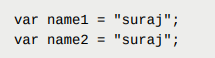 var name1 = "suraj";
var name2 = "suraj";